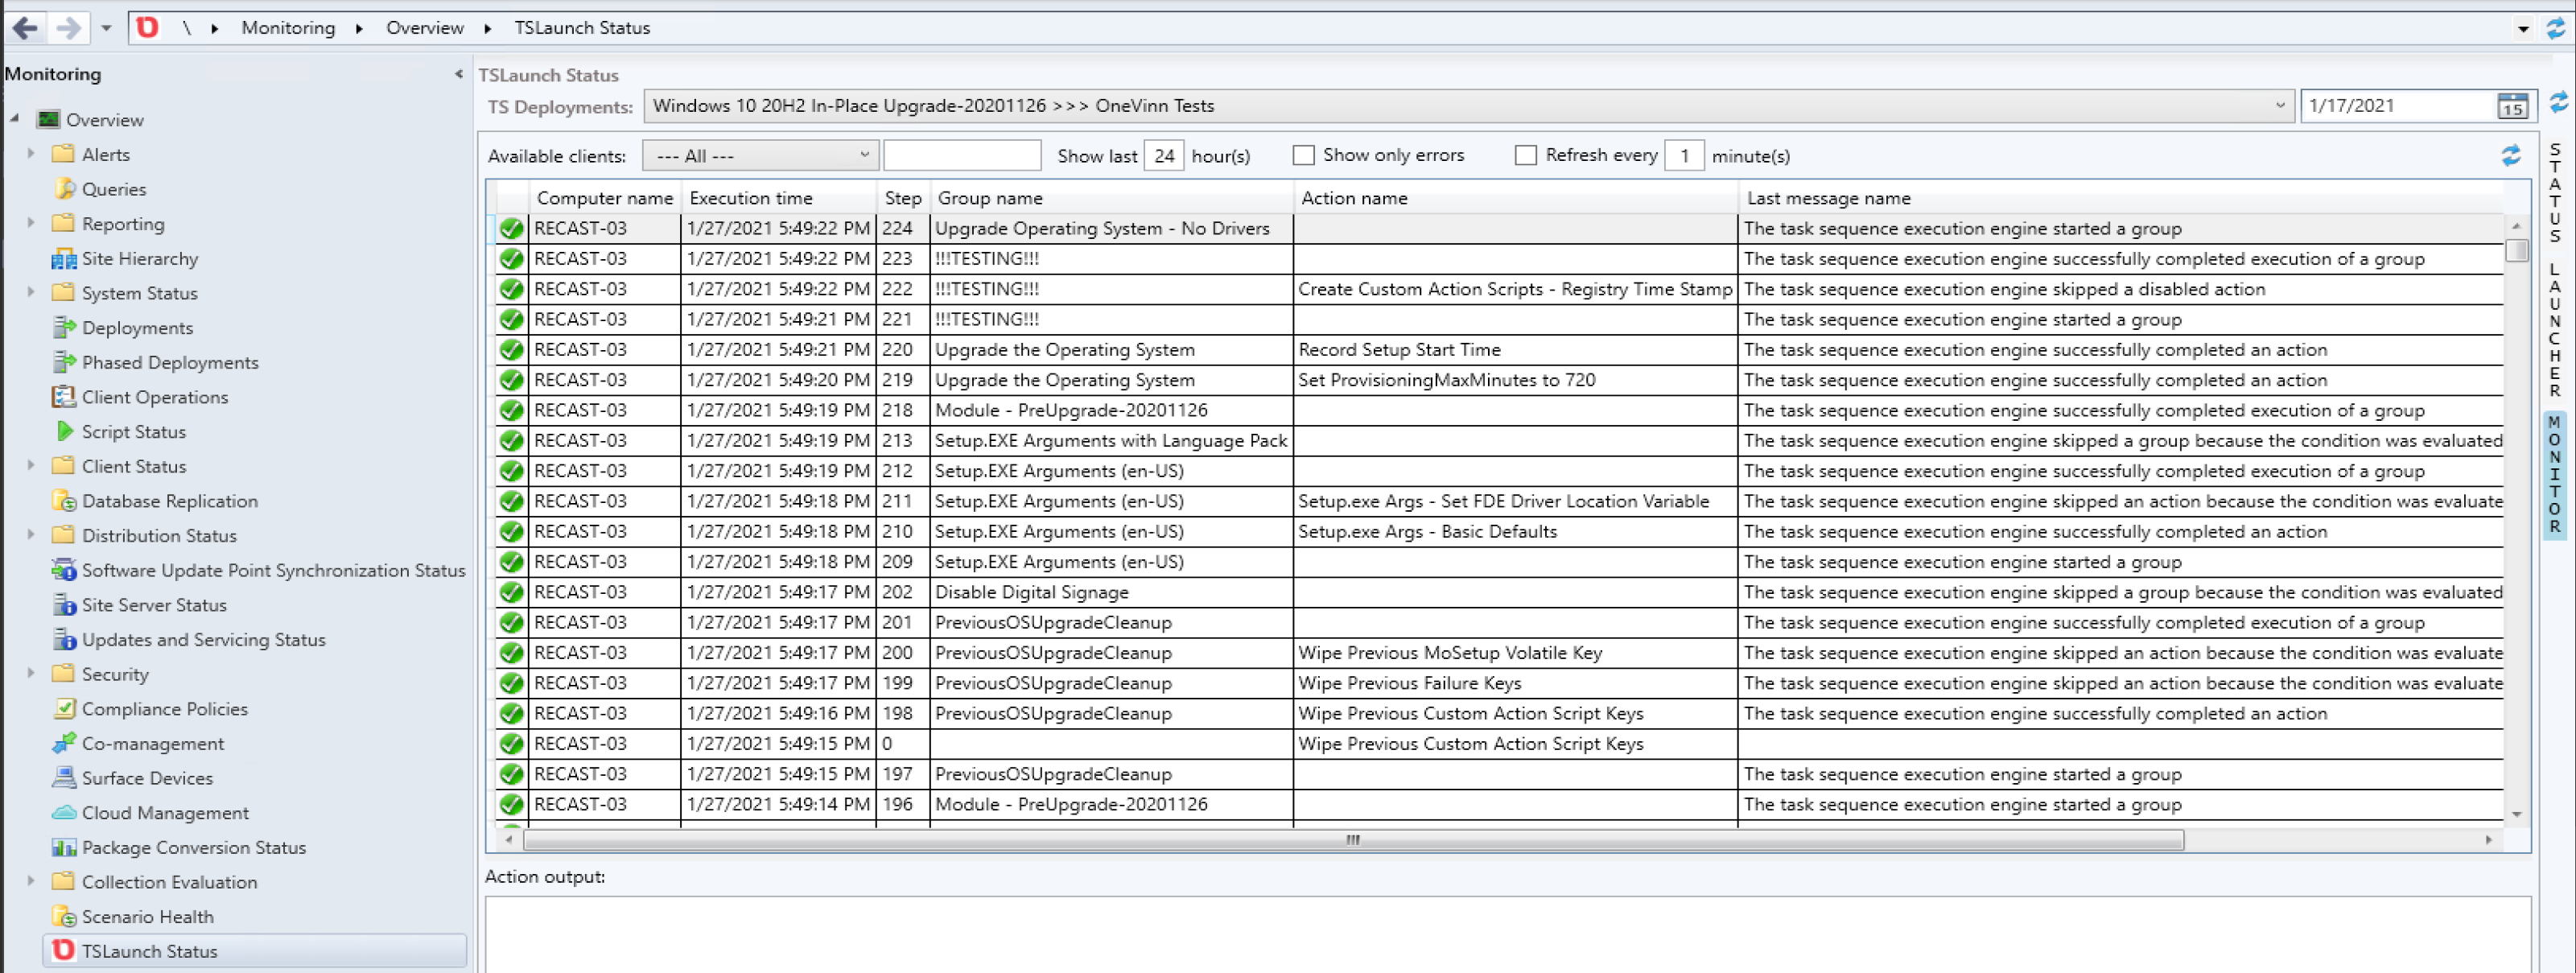 \ Monitoring Overview TSLaunch Status
Monitoring
Overview
Alerts
Queries
Reporting
Site Hierarchy
System Status
Deployments
Phased Deployments
Client Operations
Script Status
Client Status
Database Replication
Distribution Status
Software Update Point Synchronization Status
Site Server Status
Updates and Servicing Status
Security
Compliance Policies
Co-management
Surface Devices
Cloud Management
Package Conversion Status
Collection Evaluation
Scenario Health
TSLaunch Status
TSLaunch Status
TS Deployments: Windows 10 20H2 In-Place Upgrade-20201126 >>> OneVinn Tests 1/17/2021 15
Available clients: --- All --- Show last 24 hour(s) Show only errors Refresh every 1 minute(s)
Computer name Execution time Step Group name Action name Last message name
RECAST-03 1/27/2021 5:49:22 PM 224 Upgrade Operating System - No Drivers The task sequence execution engine started a group
RECAST-03 1/27/2021 5:49:22 PM 223 !!!TESTING!!! The task sequence execution engine successfully completed execution of a group
RECAST-03 1/27/2021 5:49:22 PM 222 !!!TESTING!!! Create Custom Action Scripts - Registry Time Stamp The task sequence execution engine skipped a disabled action
RECAST-03 1/27/2021 5:49:21 PM 221 !!!TESTING!!! The task sequence execution engine started a group
RECAST-03 1/27/2021 5:49:21 PM 220 Upgrade the Operating System Record Setup Start Time The task sequence execution engine successfully completed an action
RECAST-03 1/27/2021 5:49:20 PM 219 Upgrade the Operating System Set ProvisioningMaxMinutes to 720 The task sequence execution engine successfully completed an action
RECAST-03 1/27/2021 5:49:19 PM 218 Module - PreUpgrade-20201126 The task sequence execution engine successfully completed execution of a group
RECAST-03 1/27/2021 5:49:19 PM 213 Setup.EXE Arguments with Language Pack The task sequence execution engine skipped a group because the condition was evaluated
RECAST-03 1/27/2021 5:49:19 PM 212 Setup.EXE Arguments (en-US) The task sequence execution engine successfully completed execution of a group
RECAST-03 1/27/2021 5:49:18 PM 211 Setup.EXE Arguments (en-US) Setup.exe Args - Set FDE Driver Location Variable The task sequence execution engine skipped an action because the condition was evaluate
RECAST-03 1/27/2021 5:49:18 PM 210 Setup.EXE Arguments (en-US) Setup.exe Args - Basic Defaults The task sequence execution engine successfully completed an action
RECAST-03 1/27/2021 5:49:18 PM 209 Setup.EXE Arguments (en-US) The task sequence execution engine started a group
RECAST-03 1/27/2021 5:49:17 PM 202 Disable Digital Signage The task sequence execution engine skipped a group because the condition was evaluated
RECAST-03 1/27/2021 5:49:17 PM 201 PreviousOSUpgradeCleanup The task sequence execution engine successfully completed execution of a group
RECAST-03 1/27/2021 5:49:17 PM 200 PreviousOSUpgradeCleanup Wipe Previous MoSetup Volatile Key The task sequence execution engine skipped an action because the condition was evaluate
RECAST-03 1/27/2021 5:49:17 PM 199 PreviousOSUpgradeCleanup Wipe Previous Failure Keys The task sequence execution engine skipped an action because the condition was evaluate
RECAST-03 1/27/2021 5:49:16 PM 198 PreviousOSUpgradeCleanup Wipe Previous Custom Action Script Keys The task sequence execution engine successfully completed an action
RECAST-03 1/27/2021 5:49:15 PM 0 Wipe Previous Custom Action Script Keys
RECAST-03 1/27/2021 5:49:15 PM 197 PreviousOSUpgradeCleanup The task sequence execution engine started a group
RECAST-03 1/27/2021 5:49:14 PM 196 Module - PreUpgrade-20201126 The task sequence execution engine started a group
Action output:
STATUS
LAUNCHER
MONITOR